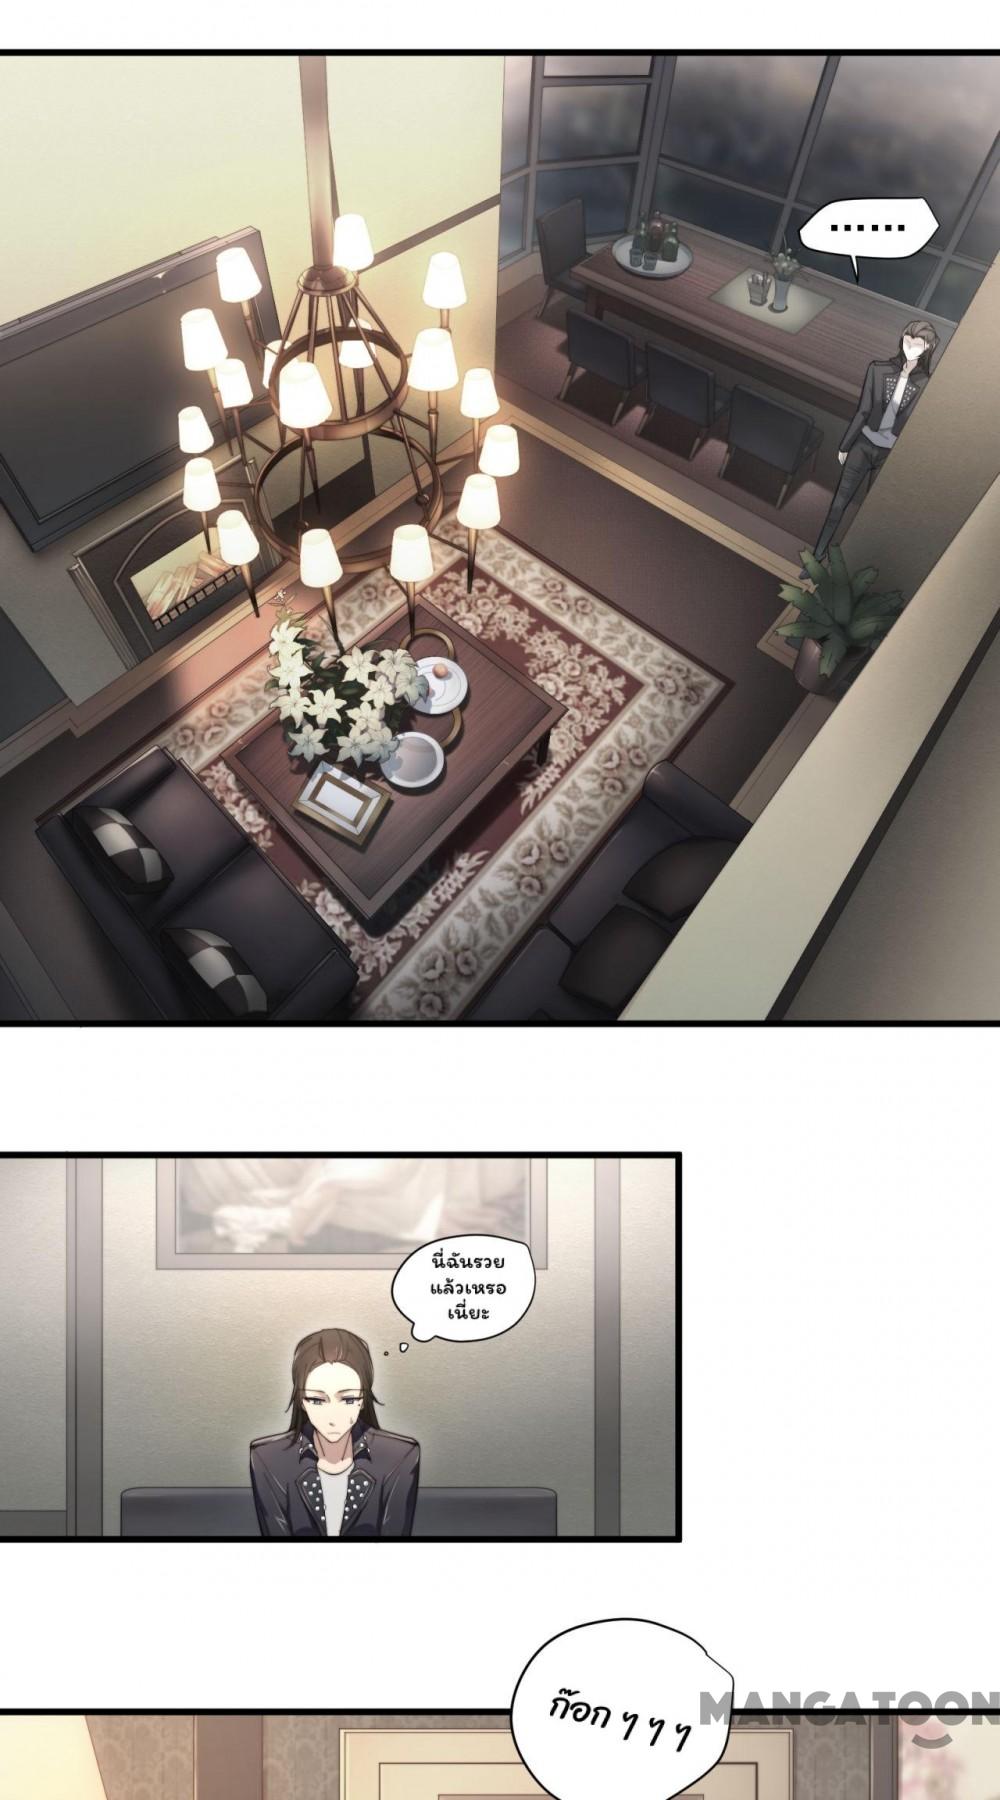 ......
นี่ฉันรวย
แล้วเหรอ
เนี่ยะ
ก๊อก ๆ ๆ ๆ
MANGATOON